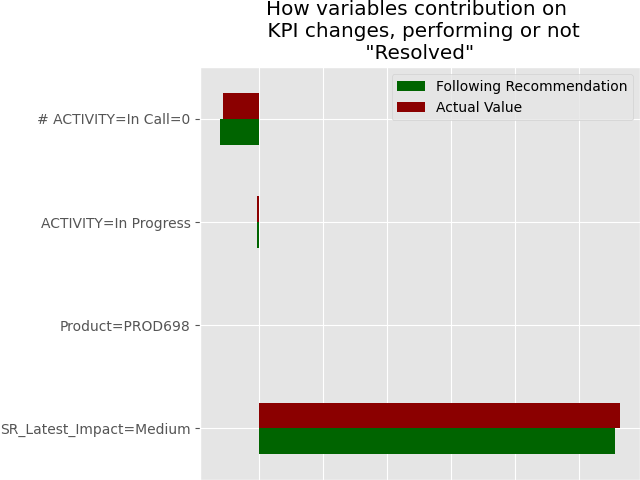 How variables contribution on
KPI changes, performing or not
"Resolved"
Following Recommendation
Actual Value
# ACTIVITY=In Call=0
ACTIVITY=In Progress
Product=PROD698
SR_Latest_Impact=Medium